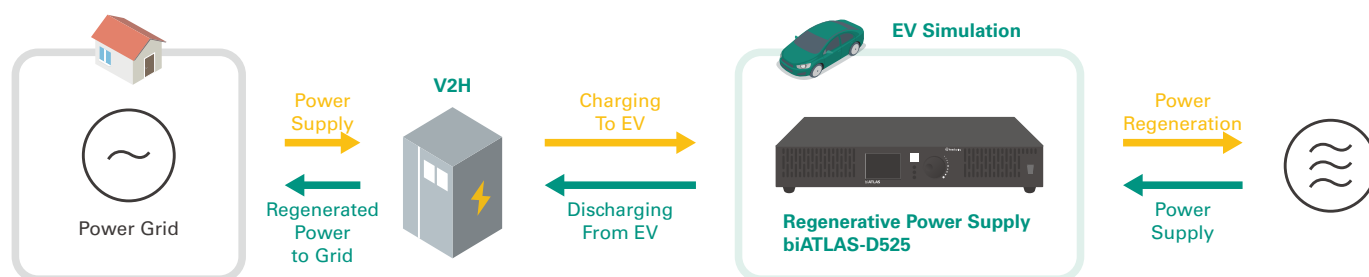 EV Simulation
V2H
Power
Supply
Charging
To EV
Power
Regeneration
biATLAS
Power Grid
Regenerated
Power
to Grid
Discharging
From EV
Regenerative Power Supply
biATLAS-D525
Power
Supply